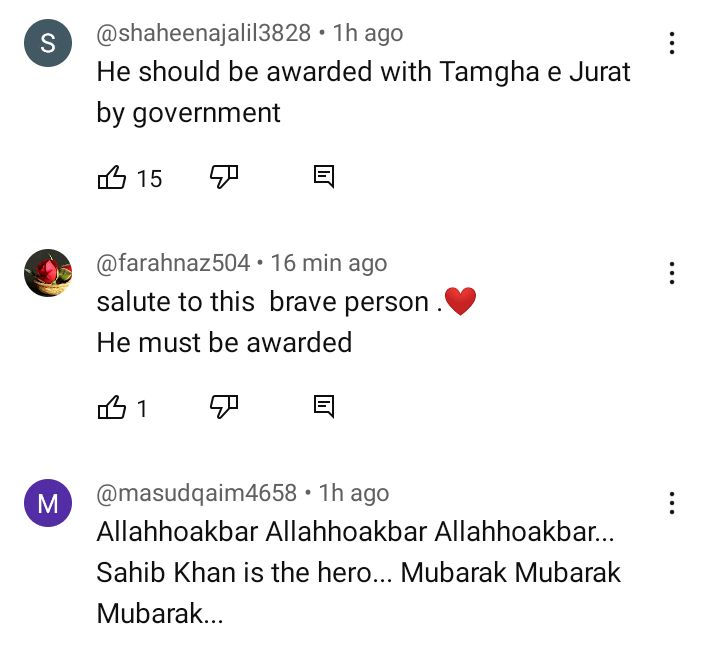 S
@shaheenajalil3828 • 1h ago
He should be awarded with Tamgha e Jurat
by government
15
@farahnaz504 • 16 min ago
salute to this  brave person .❤️
He must be awarded
1
M
@masudqaim4658 • 1h ago
Allahhoakbar Allahhoakbar Allahhoakbar...
Sahib Khan is the hero... Mubarak Mubarak
Mubarak...